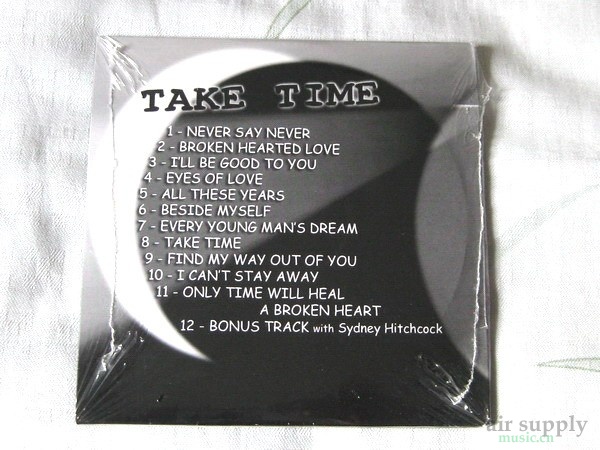 TAKE TIME
1 - NEVER SAY NEVER
2 - BROKEN HEARTED LOVE
3 - I'LL BE GOOD TO YOU
4 - EYES OF LOVE
5 - ALL THESE YEARS
6 - BESIDE MYSELF
7 - EVERY YOUNG MAN'S DREAM
8 - TAKE TIME
9 - FIND MY WAY OUT OF YOU
10 - I CAN'T STAY AWAY
11 - ONLY TIME WILL HEAL
A BROKEN HEART
12 - BONUS TRACK with Sydney Hitchcock
air supply
music.cn